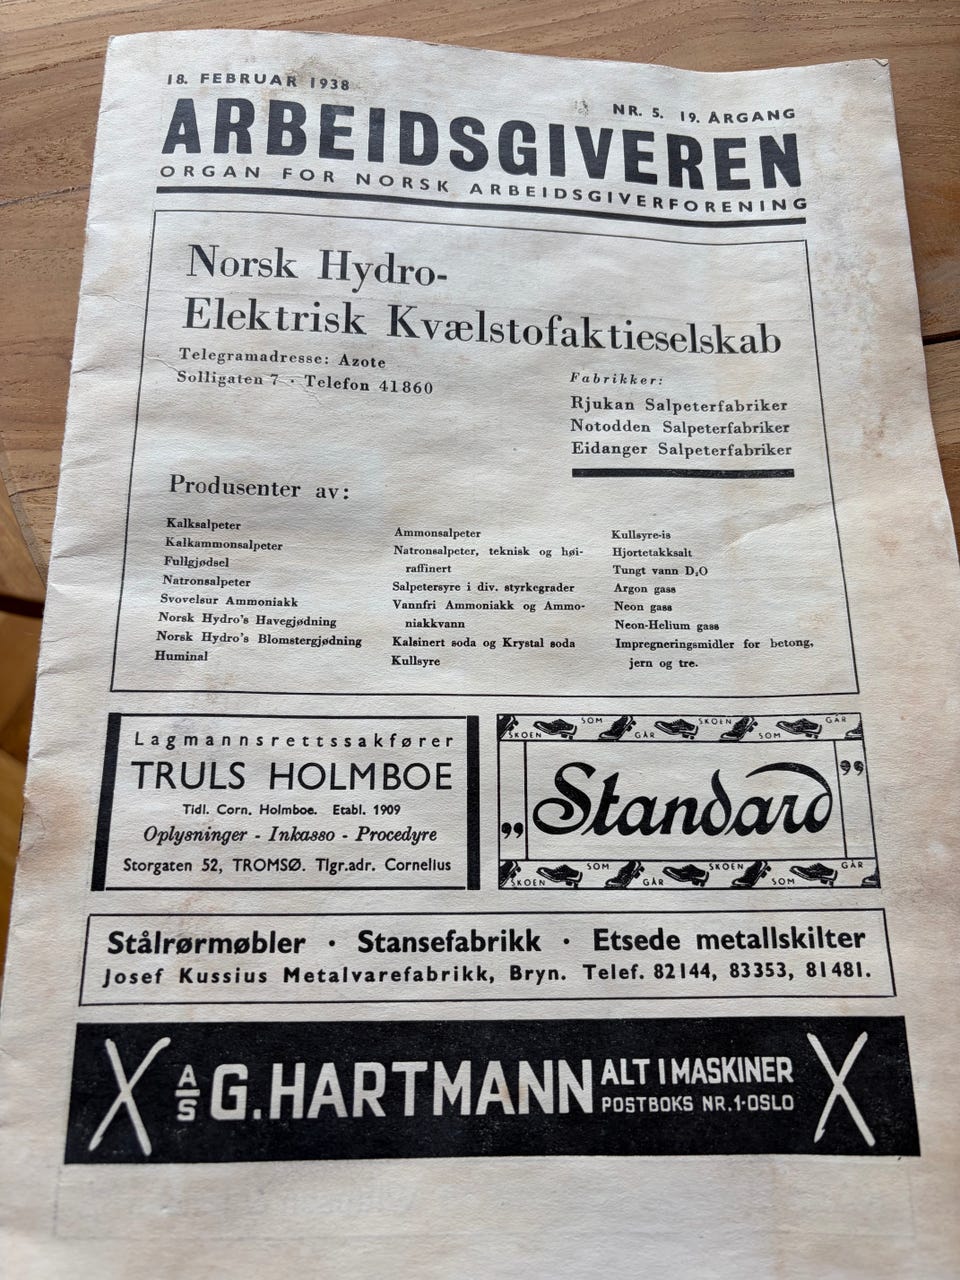 18. FEBRUAR 1938
NR. 5. 19. ÅRGANG
ARBEIDSGIVEREN
ORGAN FOR NORSK ARBEIDSGIVERFORENING
Norsk Hydro-
Elektrisk Kvælstofaktieselskab
Telegramadresse: Azote
Solligaten 7 · Telefon 41860
Fabrikker:
Rjukan Salpeterfabriker
Notodden Salpeterfabriker
Eidanger Salpeterfabriker
Produsenter av:
Kalksalpeter
Kalkammonsalpeter
Fullgjødsel
Natronsalpeter
Svovelsur Ammoniakk
Norsk Hydro's Havegjødning
Norsk Hydro's Blomstergjødning
Huminal
Ammonsalpeter
Natronsalpeter, teknisk og høi-
raffinert
Salpetersyre i div. styrkegrader
Vannfri Ammoniakk og Ammo-
niakkvann
Kalsinert soda og Krystal soda
Kullsyre
Kullsyre-is
Hjortetakksalt
Tungt vann D₂O
Argon gass
Neon gass
Neon-Helium gass
Impregneringsmidler for betong,
jern og tre.
Lagmannsrettssakfører
TRULS HOLMBOE
Tidl. Corn. Holmboe. Etabl. 1909
Oplysninger - Inkasso - Procedyre
Storgaten 52, TROMSØ. Tlgr.adr. Cornelius
SKOEN SOM GÅR SKOEN SOM GÅR
„Standard”
SKOEN SOM GÅR SKOEN SOM GÅR
Stålrørmøbler · Stansefabrikk · Etsede metallskilter
Josef Kussius Metalvarefabrikk, Bryn. Telef. 82144, 83353, 81481.
A/S G. HARTMANN ALT I MASKINER
POSTBOKS NR. 1 · OSLO